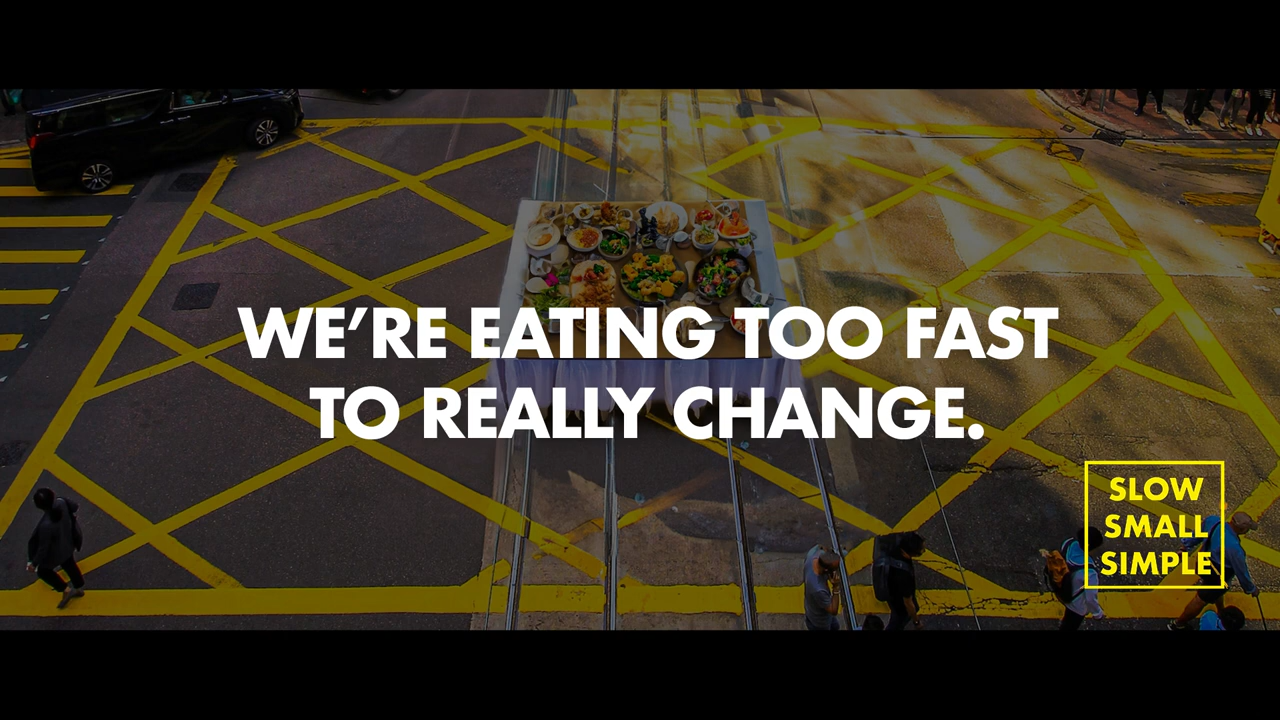 WE’RE EATING TOO FAST
TO REALLY CHANGE.
SLOW
SMALL
SIMPLE